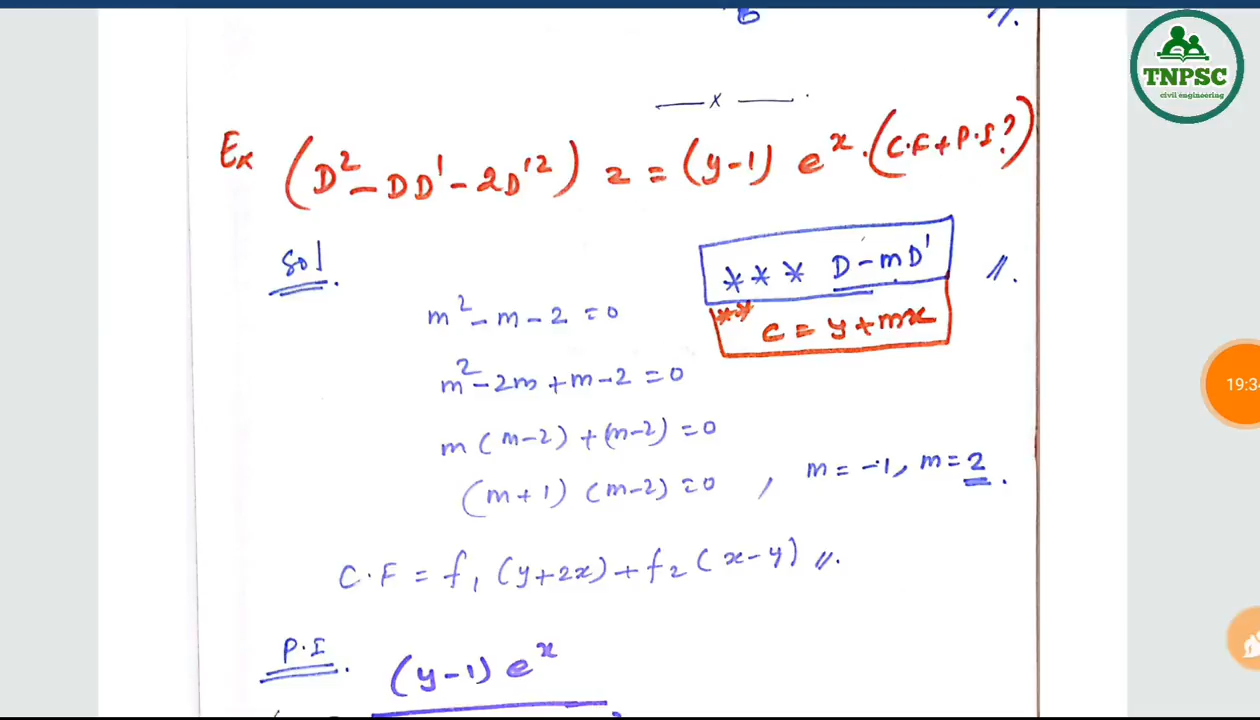 TNPSC
civil engineering
— x —
Ex (D² - DD' - 2D'²) z = (y-1) eˣ. (C.F + P.I?)
Sol.
*** D - mD' //.
** c = y + mx
m² - m - 2 = 0
m² - 2m + m - 2 = 0
m (m-2) + (m-2) = 0
(m+1) (m-2) = 0 , m = -1, m = 2.
C.F = f₁ (y+2x) + f₂ (x-y) //.
P.I.
(y-1) eˣ
19:34